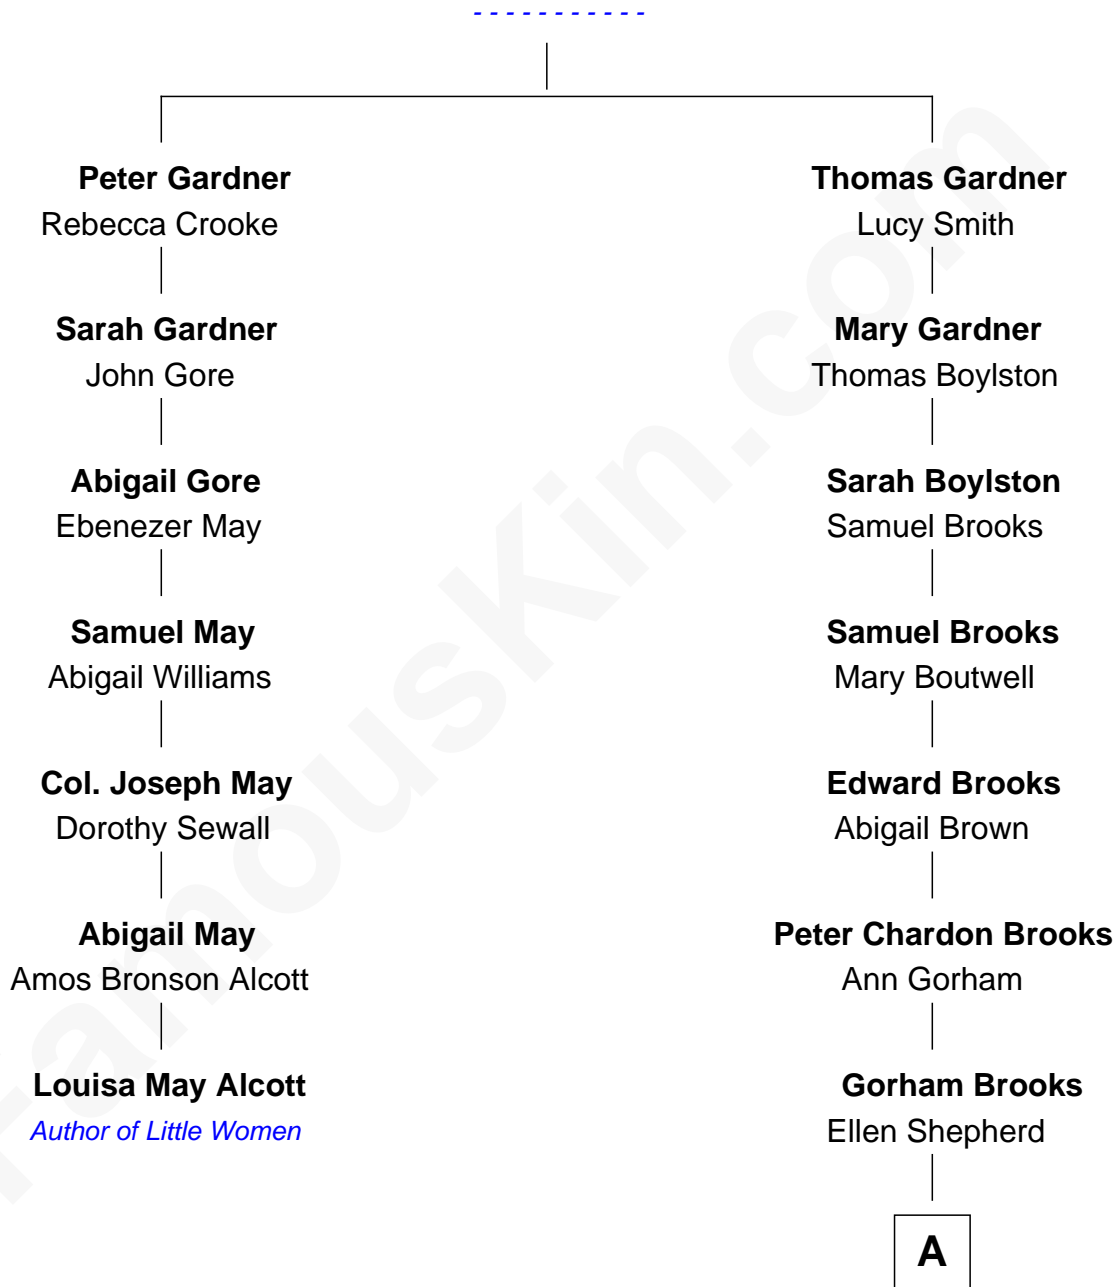 - - - - - - - - - - -
Peter Gardner
Rebecca Crooke
Thomas Gardner
Lucy Smith
Sarah Gardner
John Gore
Mary Gardner
Thomas Boylston
Abigail Gore
Ebenezer May
Sarah Boylston
Samuel Brooks
Samuel May
Abigail Williams
Samuel Brooks
Mary Boutwell
Col. Joseph May
Dorothy Sewall
Edward Brooks
Abigail Brown
Abigail May
Amos Bronson Alcott
Peter Chardon Brooks
Ann Gorham
Louisa May Alcott
Author of Little Women
Gorham Brooks
Ellen Shepherd
A
FamousKin.com